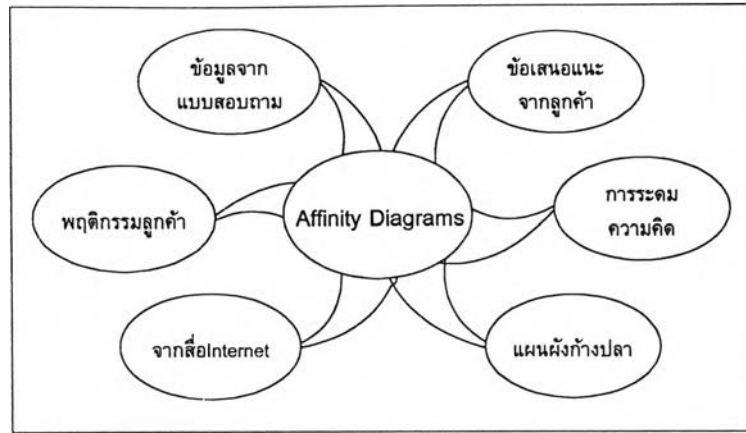 ข้อมูลจาก
แบบสอบถาม
ข้อเสนอแนะ
จากลูกค้า
พฤติกรรมลูกค้า
Affinity Diagrams
การระดม
ความคิด
จากสื่อInternet
แผนผังก้างปลา